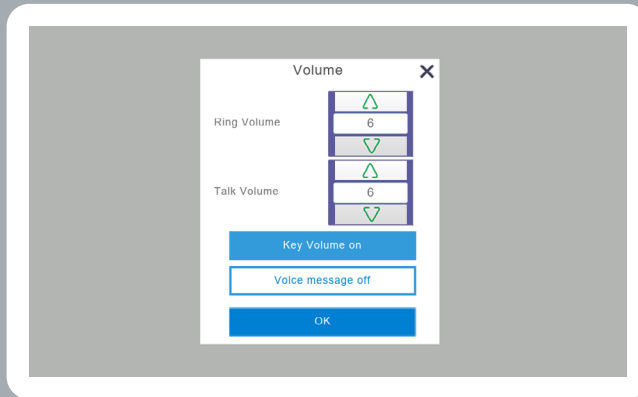 Volume
Ring Volume
6
Talk Volume
6
Key Volume on
Voice message off
OK